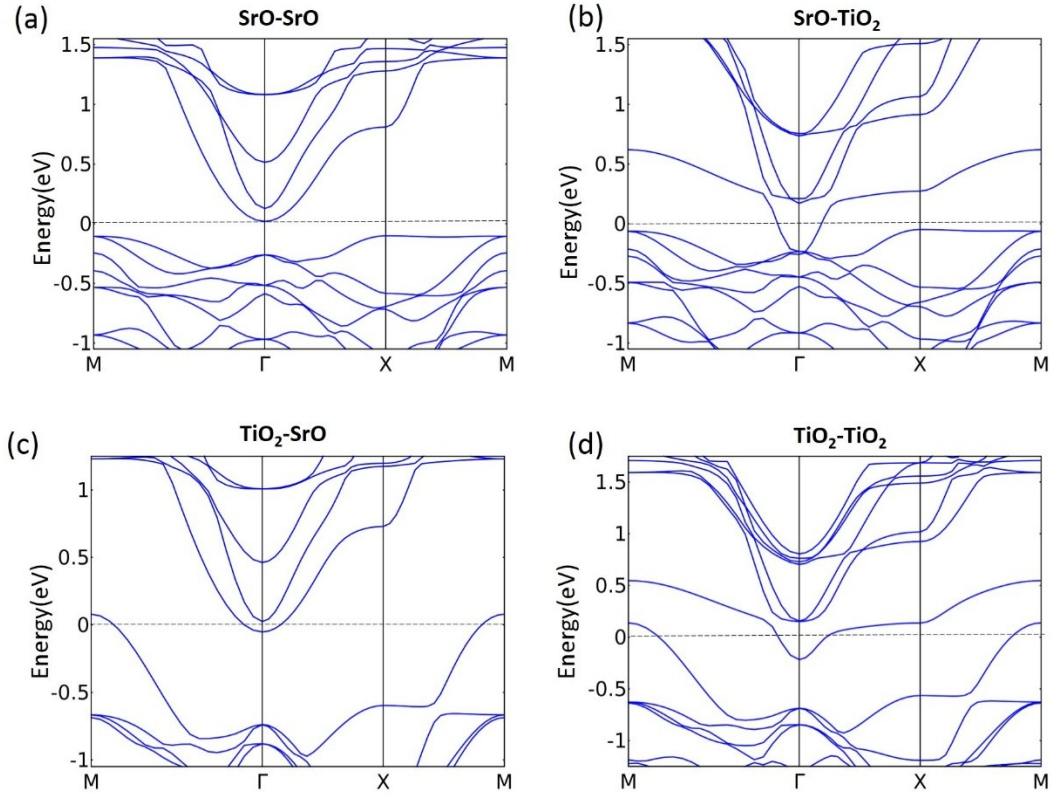 (a) SrO-SrO
1.5
1
0.5
0
-0.5
-1
Energy(eV)
M Γ X M
(b) SrO-TiO₂
1.5
1
0.5
0
-0.5
-1
Energy(eV)
M Γ X M
(c) TiO₂-SrO
1
0.5
0
-0.5
-1
Energy(eV)
M Γ X M
(d) TiO₂-TiO₂
1.5
1
0.5
0
-0.5
-1
Energy(eV)
M Γ X M